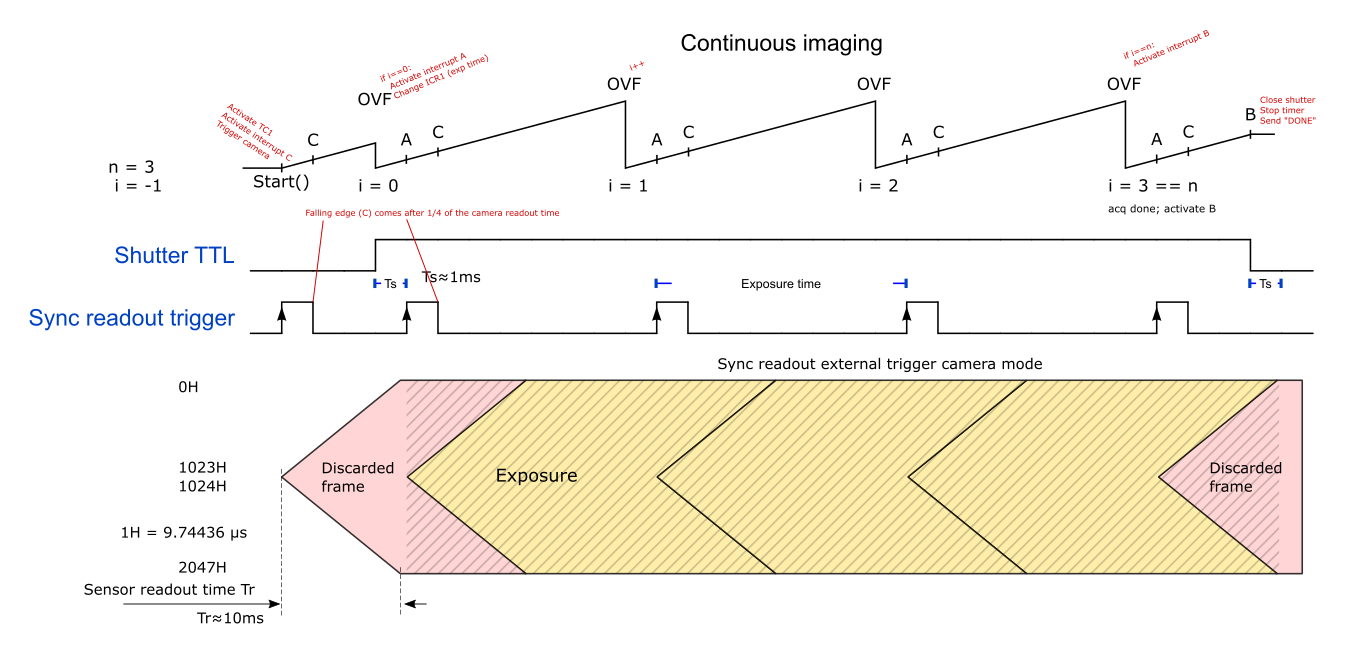 Continuous imaging
if i==0:
Activate interrupt A
Change ICR1 (exp time)
i++
if i==n:
Activate interrupt B
OVF
OVF
OVF
OVF
Close shutter
Stop timer
Send "DONE"
Activate TC1
Activate interrupt C
Trigger camera
C
A
C
A
C
A
C
A
C
B
n = 3
i = -1
Start()
i = 0
i = 1
i = 2
i = 3 == n
acq done; activate B
Falling edge (C) comes after 1/4 of the camera readout time
Shutter TTL
Ts
Ts≈1ms
Exposure time
Ts
Sync readout trigger
Sync readout external trigger camera mode
0H
1023H
1024H
1H = 9.74436 µs
2047H
Discarded
frame
Exposure
Discarded
frame
Sensor readout time Tr
Tr≈10ms